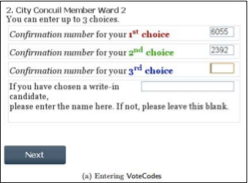 2. City Concuil Member Ward 2
You can enter up to 3 choices.
Confirmation number for your 1st choice 6055
Confirmation number for your 2nd choice 2392
Confirmation number for your 3rd choice
If you have chosen a write-in
candidate,
please enter the name here. If not, please leave this blank.
Next
(a) Entering VoteCodes